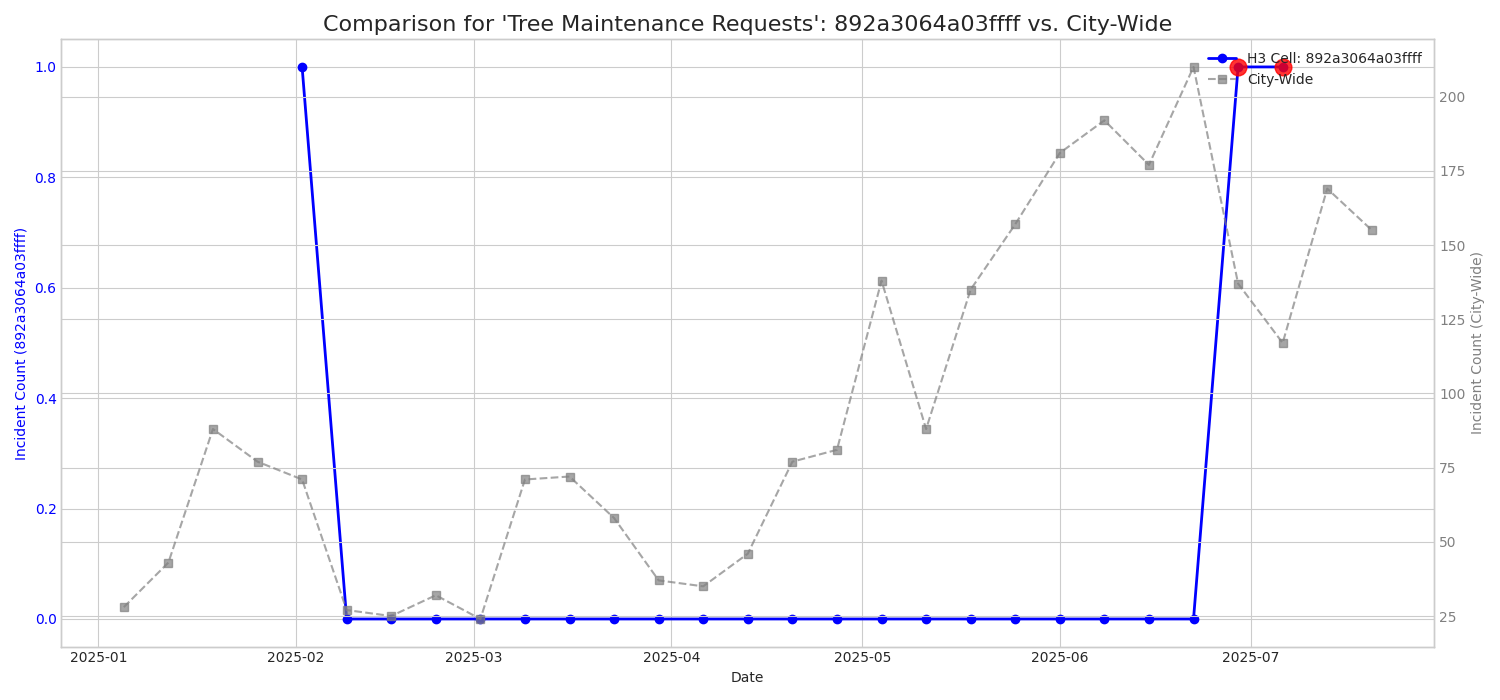 Comparison for 'Tree Maintenance Requests': 892a3064a03ffff vs. City-Wide
H3 Cell: 892a3064a03ffff
City-Wide
Incident Count (892a3064a03ffff)
1.0
0.8
0.6
0.4
0.2
0.0
200
175
150
125
100
75
50
25
Incident Count (City-Wide)
2025-01 2025-02 2025-03 2025-04 2025-05 2025-06 2025-07
Date